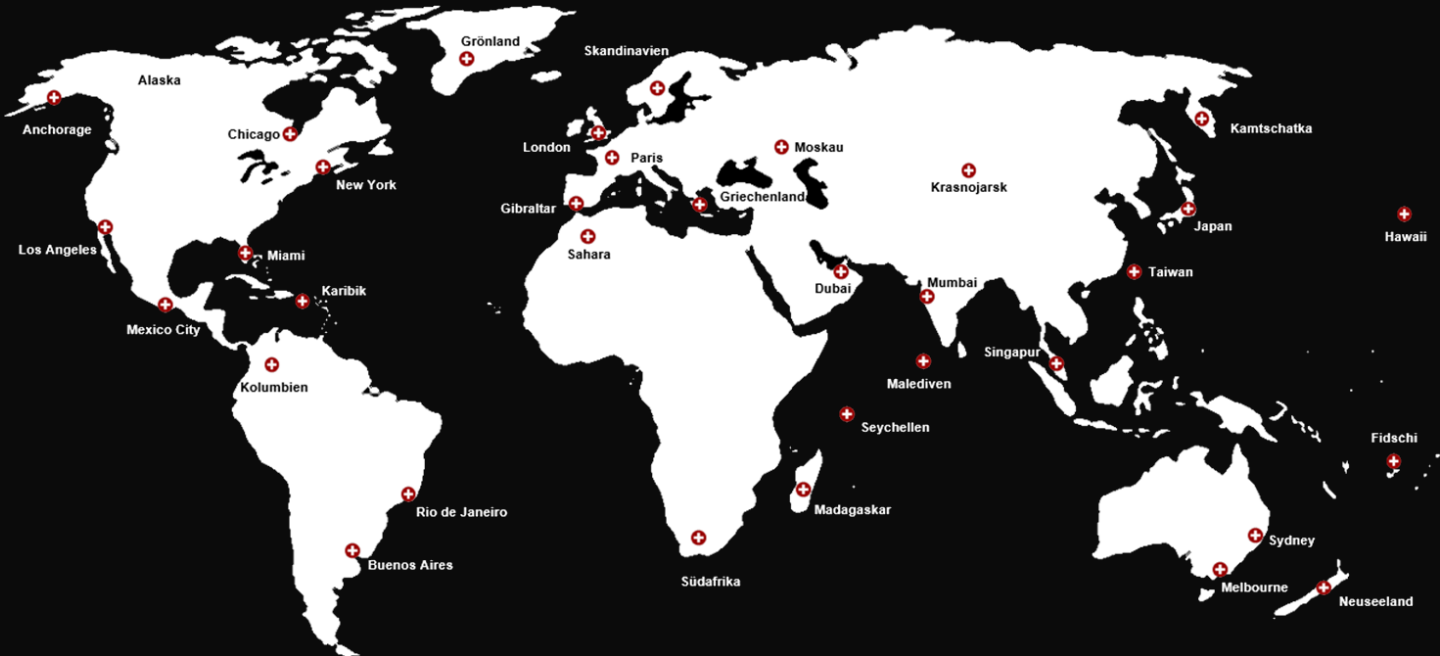 Grönland
Skandinavien
Alaska
Anchorage
Chicago
London
Moskau
Kamtschatka
Paris
New York
Krasnojarsk
Griechenland
Gibraltar
Japan
Hawaii
Los Angeles
Miami
Sahara
Taiwan
Dubai
Mumbai
Karibik
Mexico City
Singapur
Kolumbien
Malediven
Seychellen
Fidschi
Rio de Janeiro
Madagaskar
Sydney
Buenos Aires
Südafrika
Melbourne
Neuseeland